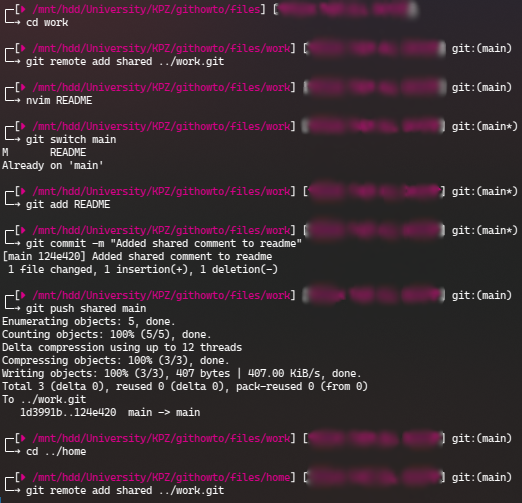 ┌─[⏵ /mnt/hdd/University/KPZ/githowto/files] [
└─➝ cd work
┌─[⏵ /mnt/hdd/University/KPZ/githowto/files/work] [ git:(main)
└─➝ git remote add shared ../work.git
┌─[⏵ /mnt/hdd/University/KPZ/githowto/files/work] [ git:(main)
└─➝ nvim README
┌─[⏵ /mnt/hdd/University/KPZ/githowto/files/work] [ git:(main*)
└─➝ git switch main
M       README
Already on 'main'
┌─[⏵ /mnt/hdd/University/KPZ/githowto/files/work] [ git:(main*)
└─➝ git add README
┌─[⏵ /mnt/hdd/University/KPZ/githowto/files/work] [ git:(main*)
└─➝ git commit -m "Added shared comment to readme"
[main 124e420] Added shared comment to readme
 1 file changed, 1 insertion(+), 1 deletion(-)
┌─[⏵ /mnt/hdd/University/KPZ/githowto/files/work] [ git:(main)
└─➝ git push shared main
Enumerating objects: 5, done.
Counting objects: 100% (5/5), done.
Delta compression using up to 12 threads
Compressing objects: 100% (3/3), done.
Writing objects: 100% (3/3), 407 bytes | 407.00 KiB/s, done.
Total 3 (delta 0), reused 0 (delta 0), pack-reused 0 (from 0)
To ../work.git
   1d3991b..124e420  main -> main
┌─[⏵ /mnt/hdd/University/KPZ/githowto/files/work] [ git:(main)
└─➝ cd ../home
┌─[⏵ /mnt/hdd/University/KPZ/githowto/files/home] [ git:(main)
└─➝ git remote add shared ../work.git